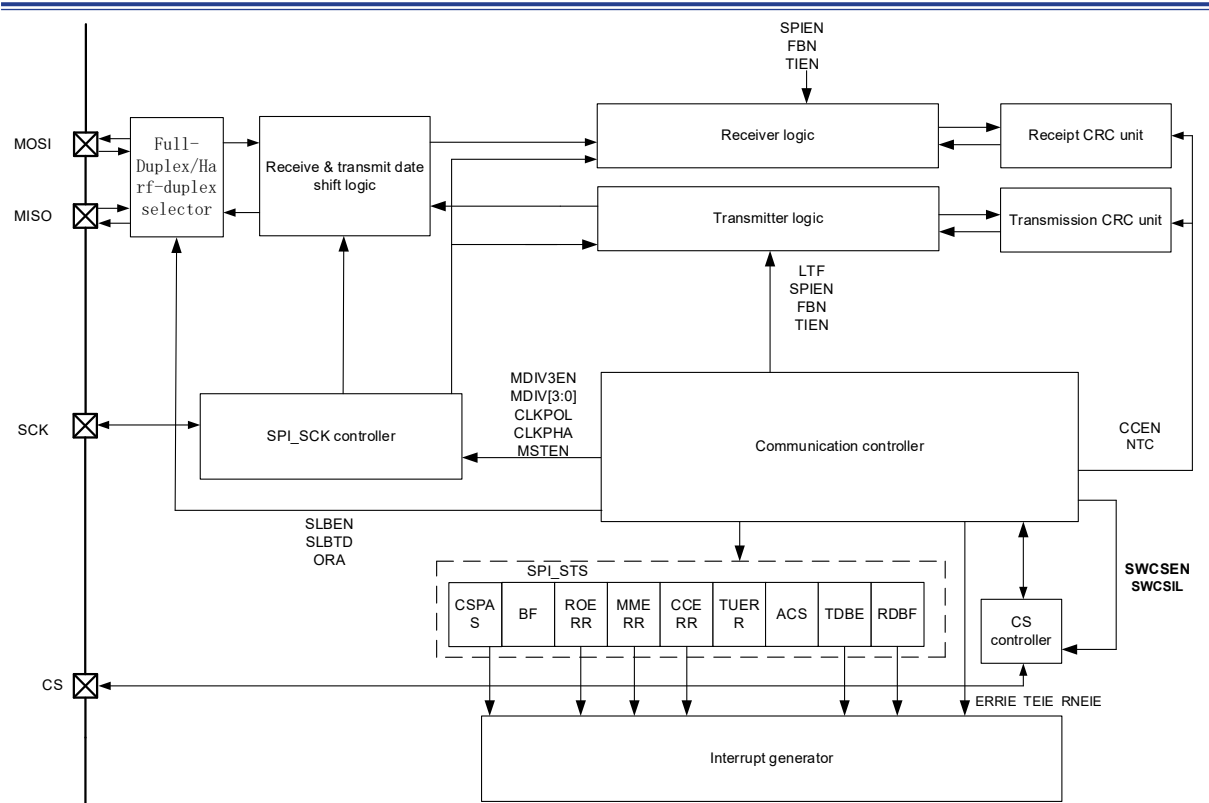 SPIEN
FBN
TIEN
MOSI
Full-
Duplex/Ha
rf-duplex
selector
Receive & transmit date
shift logic
Receiver logic
Receipt CRC unit
MISO
Transmitter logic
Transmission CRC unit
LTF
SPIEN
FBN
TIEN
MDIV3EN
MDIV[3:0]
CLKPOL
CLKPHA
MSTEN
SCK
SPI_SCK controller
Communication controller
CCEN
NTC
SLBEN
SLBTD
ORA
SPI_STS
CSPA
S
BF
ROE
RR
MME
RR
CCE
RR
TUER
R
ACS
TDBE
RDBF
SWCSEN
SWCSIL
CS
controller
CS
ERRIE TEIE RNEIE
Interrupt generator